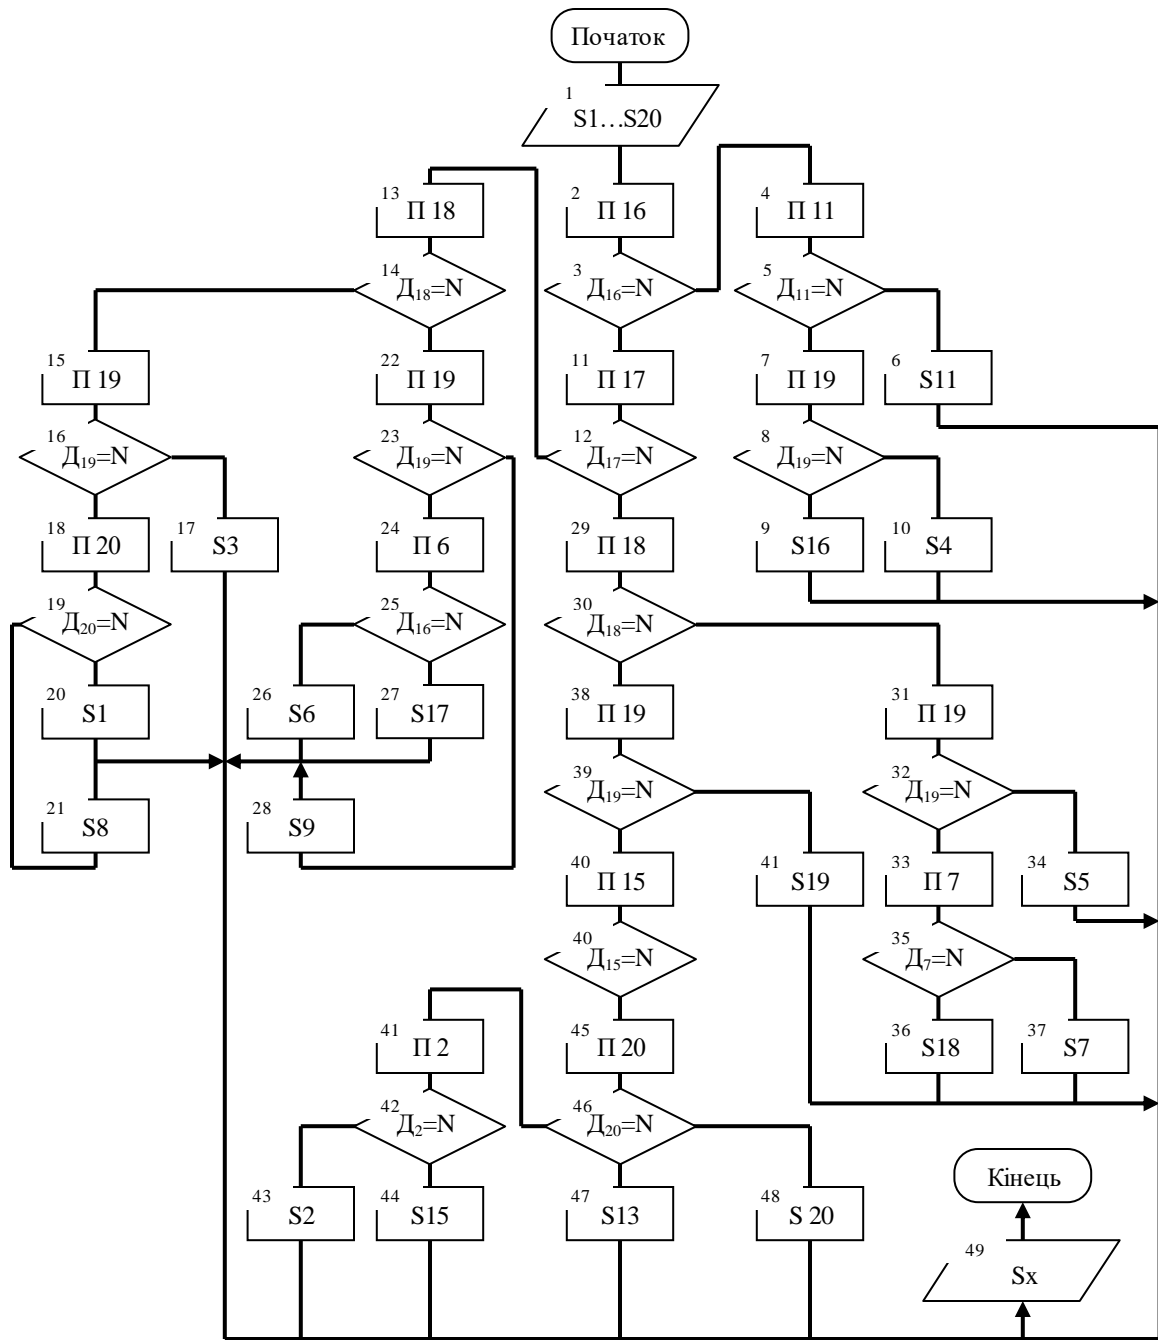 Початок
1
S1…S20
13
П 18
2
П 16
4
П 11
14
Д18=N
3
Д16=N
5
Д11=N
15
П 19
22
П 19
11
П 17
7
П 19
6
S11
16
Д19=N
23
Д19=N
12
Д17=N
8
Д19=N
18
П 20
17
S3
24
П 6
29
П 18
9
S16
10
S4
19
Д20=N
25
Д16=N
30
Д18=N
20
S1
26
S6
27
S17
38
П 19
31
П 19
39
Д19=N
32
Д19=N
21
S8
28
S9
40
П 15
41
S19
33
П 7
34
S5
40
Д15=N
35
Д7=N
41
П 2
45
П 20
36
S18
37
S7
42
Д2=N
46
Д20=N
Кінець
43
S2
44
S15
47
S13
48
S 20
49
Sx